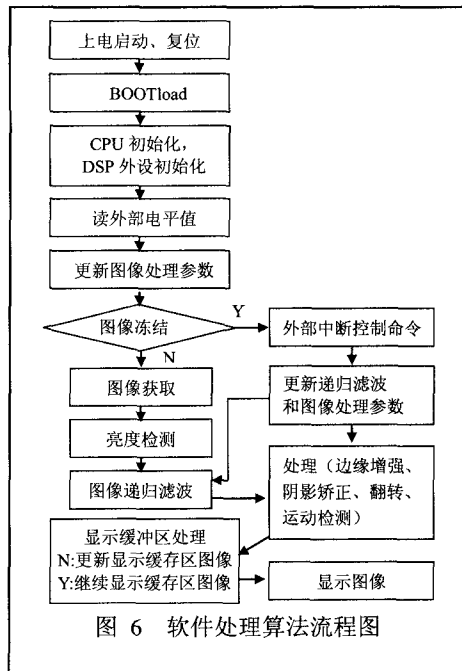 上电启动、复位
BOOTload
CPU 初始化，
DSP 外设初始化
读外部电平值
更新图像处理参数
图像冻结
Y
外部中断控制命令
N
图像获取
更新递归滤波
和图像处理参数
亮度检测
图像递归滤波
处理（边缘增强、
阴影矫正、翻转、
运动检测）
显示缓冲区处理
N:更新显示缓存区图像
Y:继续显示缓存区图像
显示图像
图 6 软件处理算法流程图